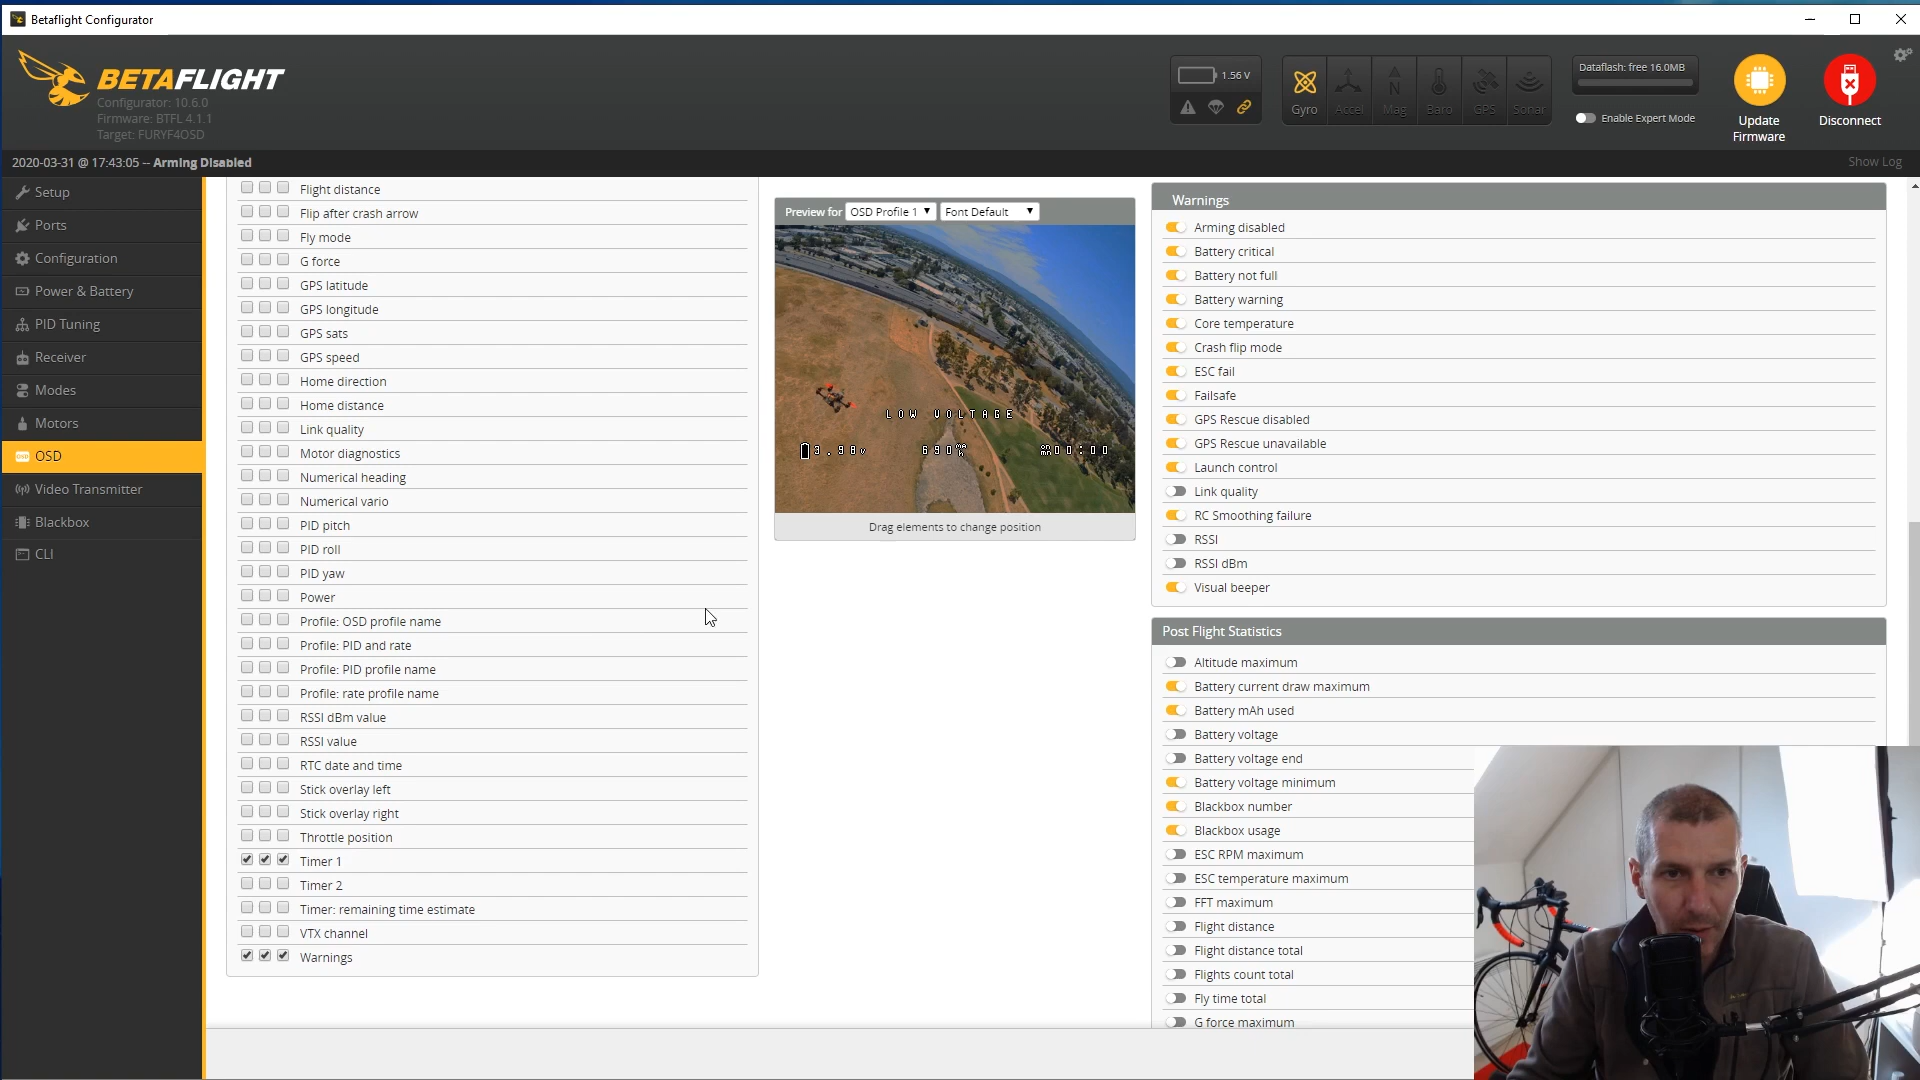 Betaflight Configurator
BETAFLIGHT
Configurator: 10.6.0
Firmware: BTFL 4.1.1
Target: FURYF4OSD
1.56 V
Gyro
Accel
Mag
Baro
GPS
Sonar
Dataflash: free 16.0MB
Enable Expert Mode
Update
Firmware
Disconnect
2020-03-31 @ 17:43:05 -- Arming Disabled
Show Log
Setup
Ports
Configuration
Power & Battery
PID Tuning
Receiver
Modes
Motors
OSD
Video Transmitter
Blackbox
CLI
Flight distance
Flip after crash arrow
Fly mode
G force
GPS latitude
GPS longitude
GPS sats
GPS speed
Home direction
Home distance
Link quality
Motor diagnostics
Numerical heading
Numerical vario
PID pitch
PID roll
PID yaw
Power
Profile: OSD profile name
Profile: PID and rate
Profile: PID profile name
Profile: rate profile name
RSSI dBm value
RSSI value
RTC date and time
Stick overlay left
Stick overlay right
Throttle position
Timer 1
Timer 2
Timer: remaining time estimate
VTX channel
Warnings
Preview for OSD Profile 1 Font Default
LOW VOLTAGE
3.98V 690mAh 00:00
Drag elements to change position
Warnings
Arming disabled
Battery critical
Battery not full
Battery warning
Core temperature
Crash flip mode
ESC fail
Failsafe
GPS Rescue disabled
GPS Rescue unavailable
Launch control
Link quality
RC Smoothing failure
RSSI
RSSI dBm
Visual beeper
Post Flight Statistics
Altitude maximum
Battery current draw maximum
Battery mAh used
Battery voltage
Battery voltage end
Battery voltage minimum
Blackbox number
Blackbox usage
ESC RPM maximum
ESC temperature maximum
FFT maximum
Flight distance
Flight distance total
Flights count total
Fly time total
G force maximum